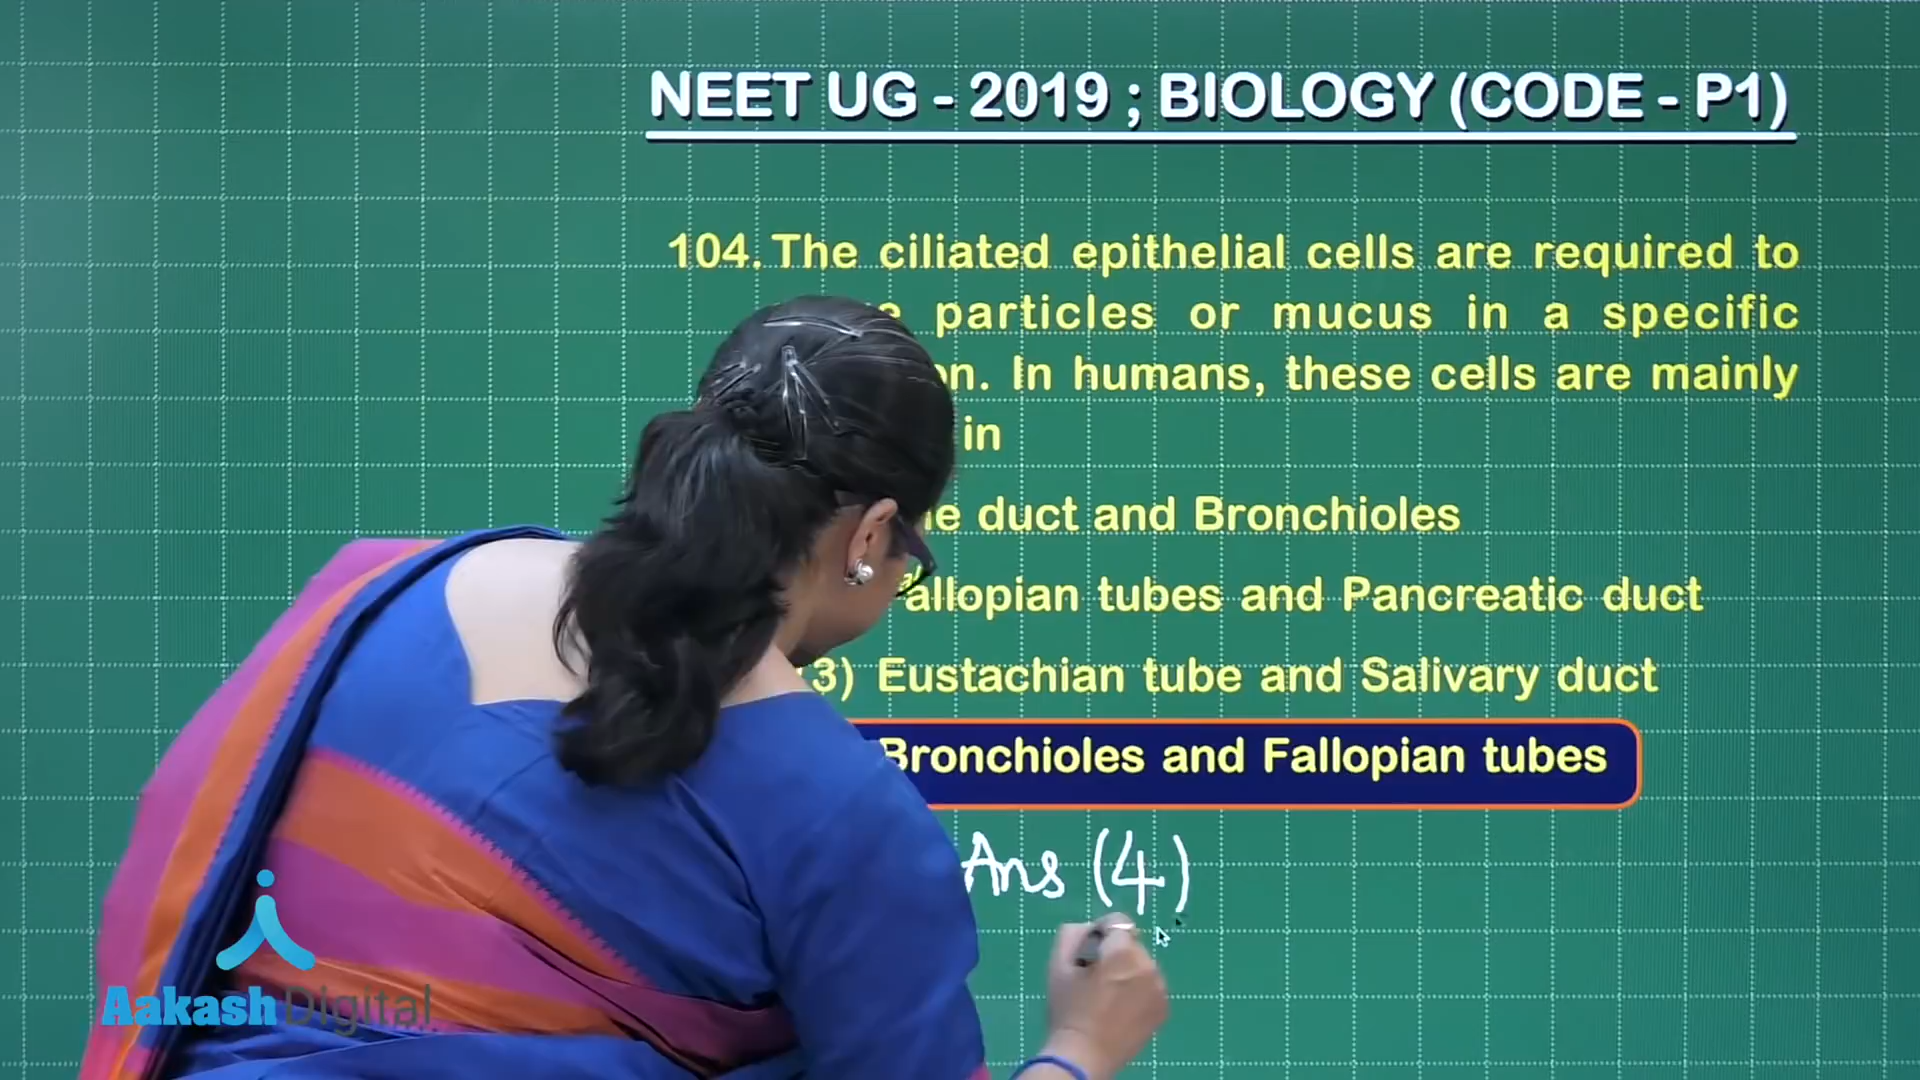 NEET UG - 2019 ; BIOLOGY (CODE - P1)
104. The ciliated epithelial cells are required to
particles or mucus in a specific
In humans, these cells are mainly
in
duct and Bronchioles
allopian tubes and Pancreatic duct
3) Eustachian tube and Salivary duct
Bronchioles and Fallopian tubes
Ans (4)
Aakash Digital